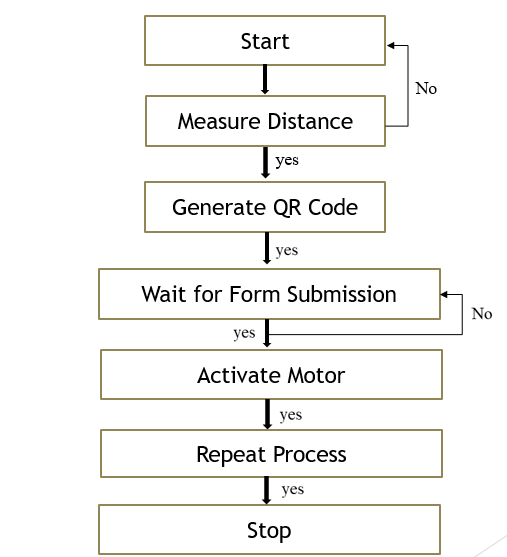 Start
No
Measure Distance
yes
Generate QR Code
yes
Wait for Form Submission
No
yes
Activate Motor
yes
Repeat Process
yes
Stop